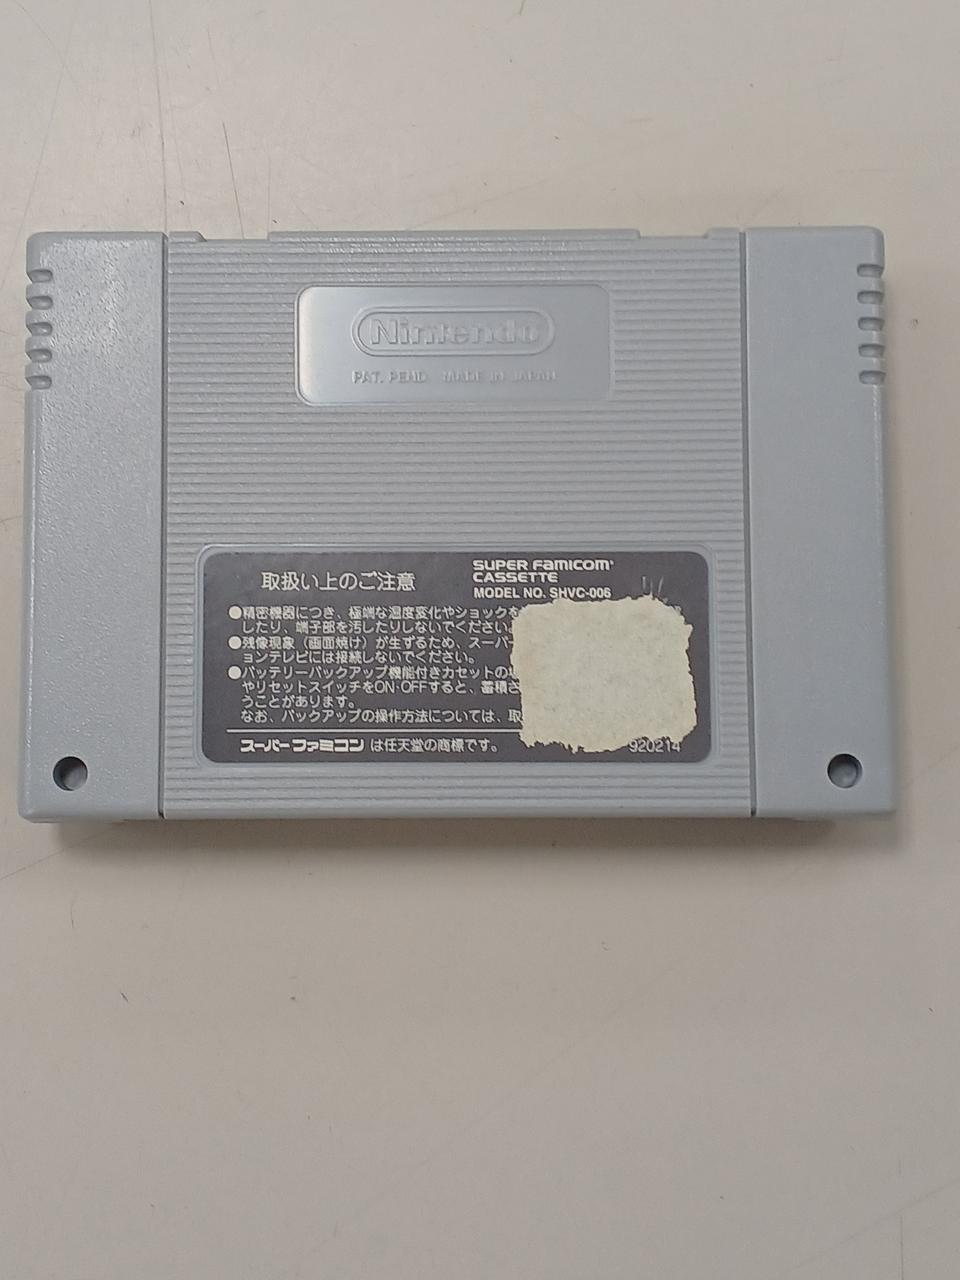 Nintendo
PAT. PEND. MADE IN JAPAN
取扱い上のご注意
SUPER FAMICOM
CASSETTE
MODEL NO. SHVC-006
●精密機器につき、極端な温度変化やショックを
したり、端子部を汚したりしないでください。
●残像現象（画面焼け）が生ずるため、スーパー
ョンテレビには接続しないでください。
●バッテリーバックアップ機能付きカセットの場
やリセットスイッチをON·OFFすると、蓄積さ
うことがあります。
なお、バックアップの操作方法については、取
スーパーファミコン は任天堂の商標です。
920214